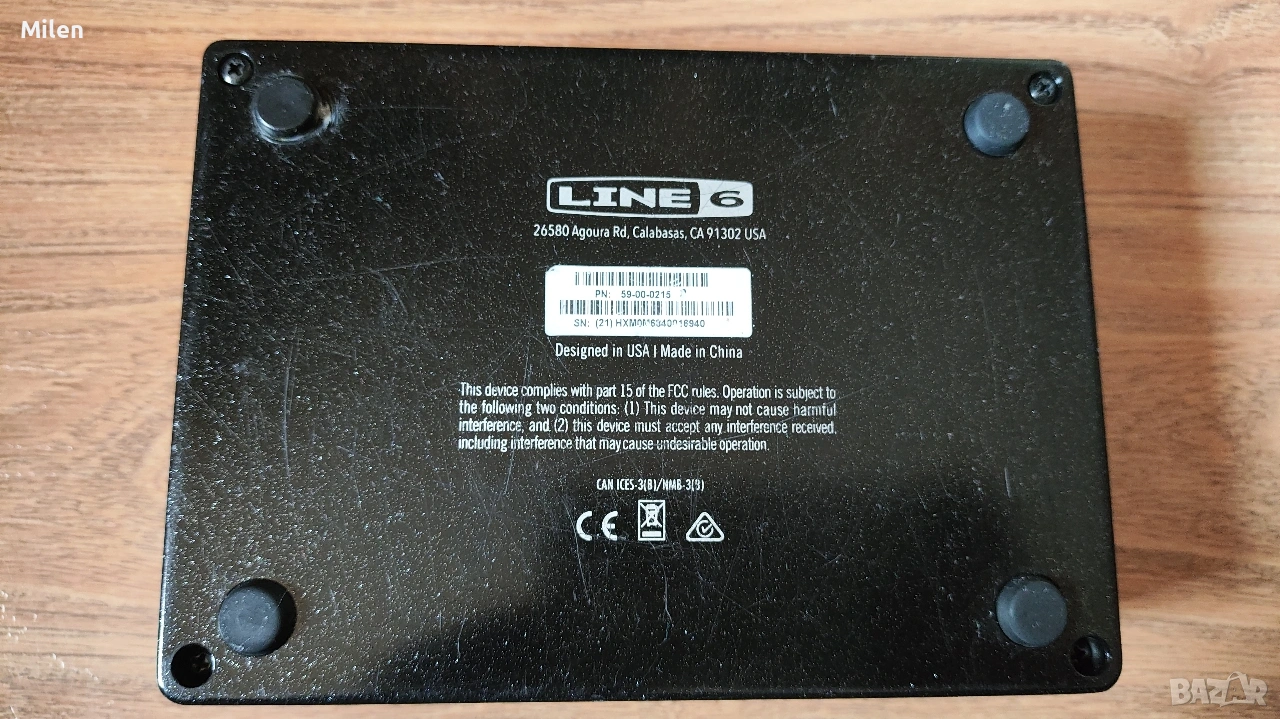 Milen
LINE 6
26580 Agoura Rd, Calabasas, CA 91302 USA
PN: 59-00-0215
SN: (21) HXM0M6340016940
Designed in USA | Made in China
This device complies with part 15 of the FCC rules. Operation is subject to
the following two conditions: (1) This device may not cause harmful
interference, and (2) this device must accept any interference received,
including interference that may cause undesirable operation.
CAN ICES-3(B)/NMB-3(B)
CE
BAZAR